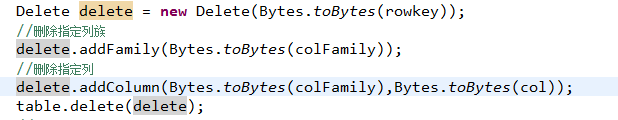 Delete delete = new Delete(Bytes.toBytes(rowkey));
//删除指定列族
delete.addFamily(Bytes.toBytes(colFamily));
//删除指定列
delete.addColumn(Bytes.toBytes(colFamily),Bytes.toBytes(col));
table.delete(delete);